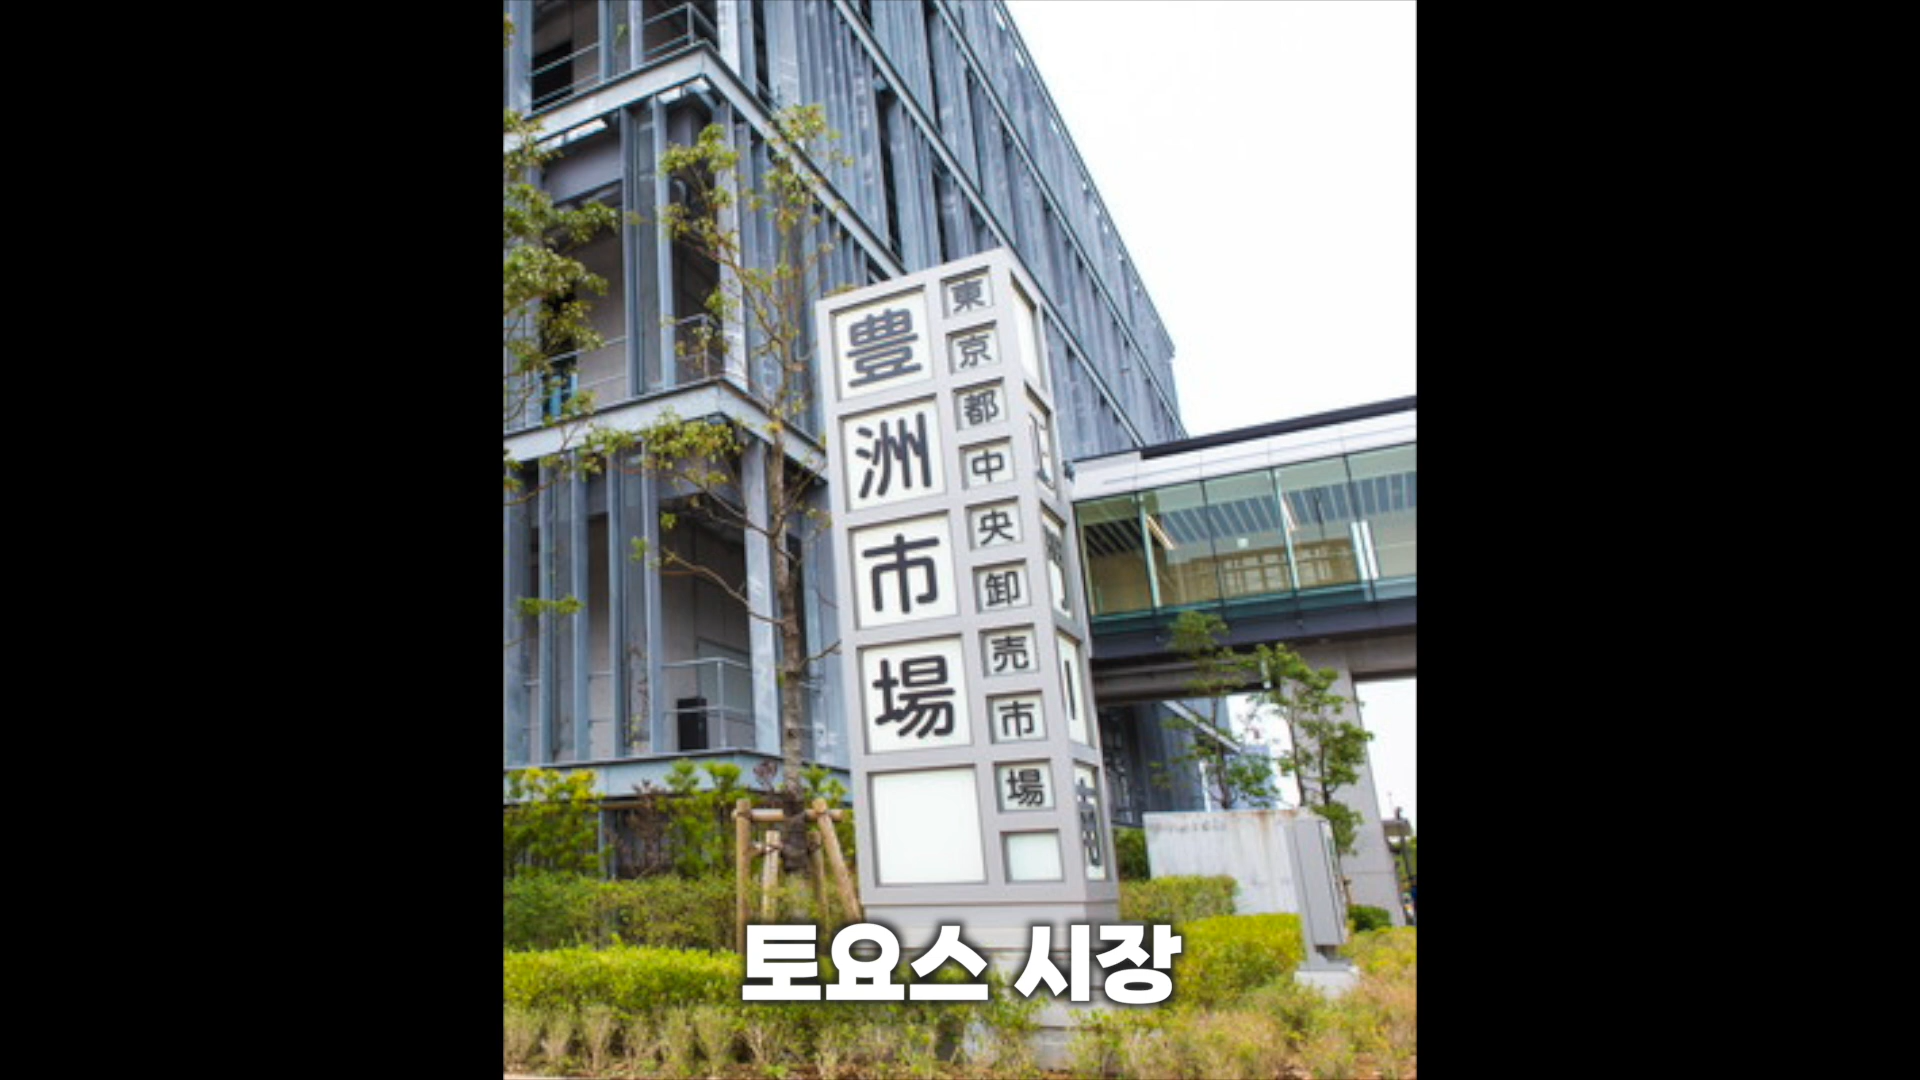 豊洲市場
東京都中央卸売市場
토요스 시장